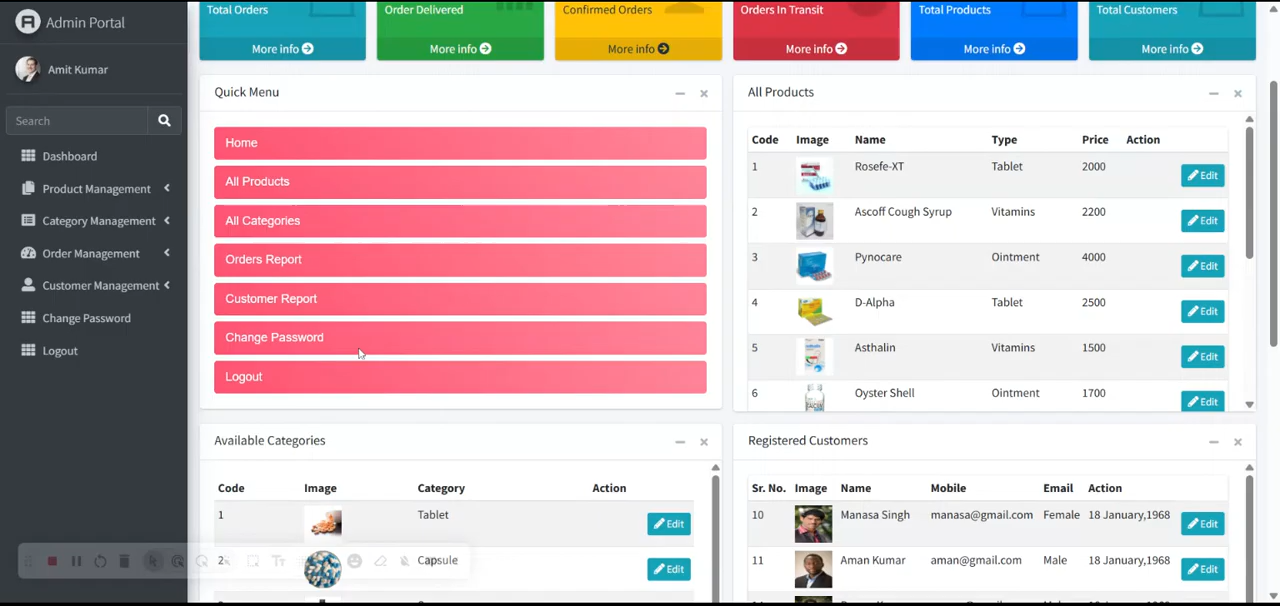 Admin Portal
Amit Kumar
Search
Dashboard
Product Management
Category Management
Order Management
Customer Management
Change Password
Logout
Total Orders
More info
Order Delivered
More info
Confirmed Orders
More info
Orders In Transit
More info
Total Products
More info
Total Customers
More info
Quick Menu
Home
All Products
All Categories
Orders Report
Customer Report
Change Password
Logout
All Products
Code Image Name Type Price Action
1 Rosefe-XT Tablet 2000 Edit
2 Ascoff Cough Syrup Vitamins 2200 Edit
3 Pynocare Ointment 4000 Edit
4 D-Alpha Tablet 2500 Edit
5 Asthalin Vitamins 1500 Edit
6 Oyster Shell Ointment 1700 Edit
Available Categories
Code Image Category Action
1 Tablet Edit
2 Capsule Edit
Registered Customers
Sr. No. Image Name Mobile Email Action
10 Manasa Singh manasa@gmail.com Female 18 January,1968 Edit
11 Aman Kumar aman@gmail.com Male 18 January,1968 Edit